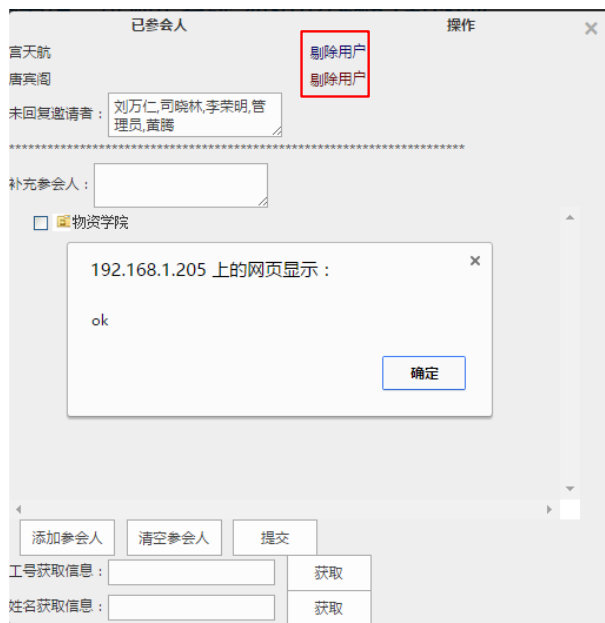 已参会人 操作 ×
宫天航 剔除用户
唐宾阁 剔除用户
未回复邀请者： 刘万仁,司晓林,李荣明,管
理员,苗腾
**********************************************************************
补充参会人：
物资学院
192.168.1.205 上的网页显示： ×
ok
确定
添加参会人 清空参会人 提交
工号获取信息： 获取
姓名获取信息： 获取